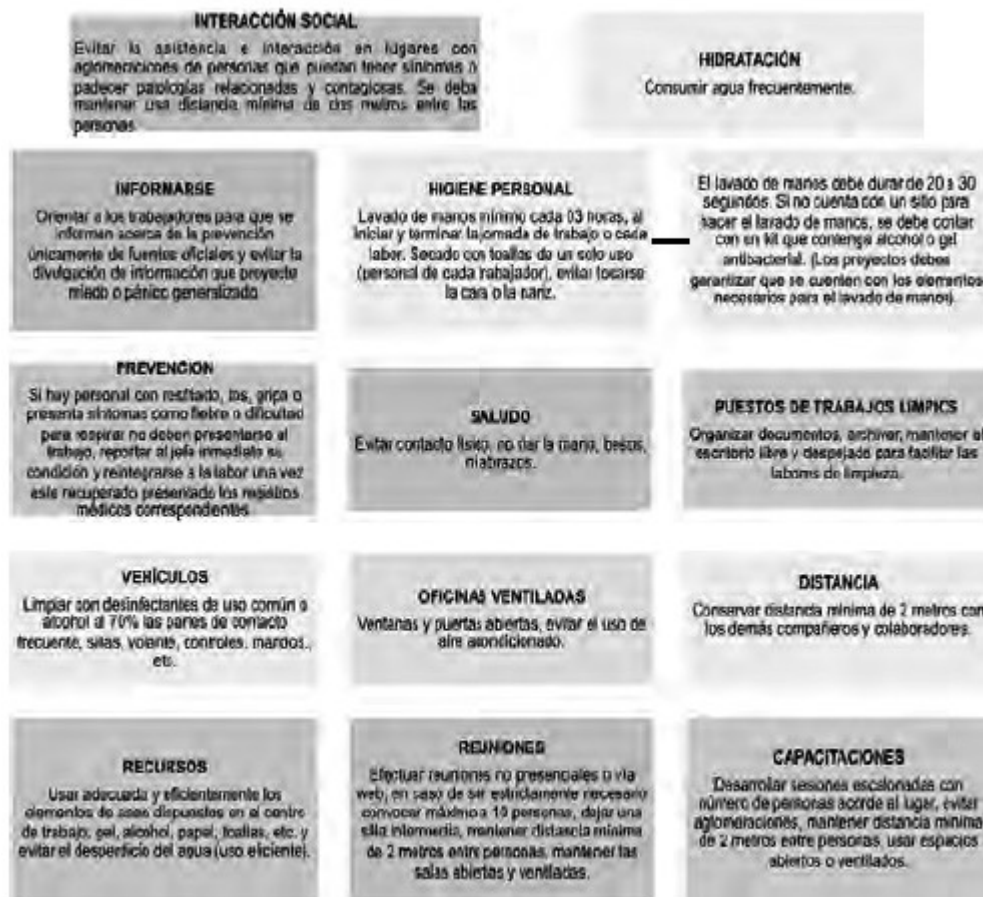 INTERACCIÓN SOCIAL
Evitar la asistencia e interacción en lugares con
aglomeraciones de personas que puedan tener síntomas o
padecer patologías relacionadas y contagiosas. Se deba
mantener una distancia mínima de dos metros entre las
personas
HIDRATACIÓN
Consumir agua frecuentemente.
INFORMARSE
Orientar a los trabajadores para que se
informen acerca de la prevención
únicamente de fuentes oficiales y evitar la
divulgación de información que proyecte
miedo o pánico generalizado
HIGIENE PERSONAL
Lavado de manos mínimo cada 03 horas, al
iniciar y terminar la jornada de trabajo o cada
labor. Secado con toallas de un solo uso
(personal de cada trabajador), evitar tocarse
la cara o la nariz.
El lavado de manos debe durar de 20 a 30
segundos. Si no cuenta con un sitio para
hacer el lavado de manos, se debe contar
con un kit que contenga alcohol o gel
antibacterial. (Los proyectos deben
garantizar que se cuenten con los elementos
necesarios para el lavado de manos).
PREVENCION
Si hay personal con resfriado, tos, gripa o
presenta síntomas como fiebre o dificultad
para respirar no deben presentarse al
trabajo, reportar al jefe inmediato su
condición y reintegrarse a la labor una vez
este recuperado presentado los registros
médicos correspondientes
SALUDO
Evitar contacto físico, no dar la mano, besos,
ni abrazos.
PUESTOS DE TRABAJOS LIMPIOS
Organizar documentos, archivar, mantener el
escritorio libre y despejado para facilitar las
labores de limpieza.
VEHÍCULOS
Limpiar con desinfectantes de uso común o
alcohol al 70% las partes de contacto
frecuente, sillas, volante, controles, mandos,
etc.
OFICINAS VENTILADAS
Ventanas y puertas abiertas, evitar el uso de
aire acondicionado.
DISTANCIA
Conservar distancia mínima de 2 metros con
los demás compañeros y colaboradores.
RECURSOS
Usar adecuada y eficientemente los
elementos de aseo dispuestos en el centro
de trabajo, gel, alcohol, papel, toallas, etc. y
evitar el desperdicio del agua (uso eficiente).
REUNIONES
Efectuar reuniones no presenciales o vía
web, en caso de ser estrictamente necesario
convocar máximo a 10 personas, dejar una
silla intermedia, mantener distancia mínima
de 2 metros entre personas, mantener las
salas abiertas y ventiladas.
CAPACITACIONES
Desarrollar sesiones escalonadas con
número de personas acorde al lugar, evitar
aglomeraciones, mantener distancia mínima
de 2 metros entre personas, usar espacios
abiertos o ventilados.